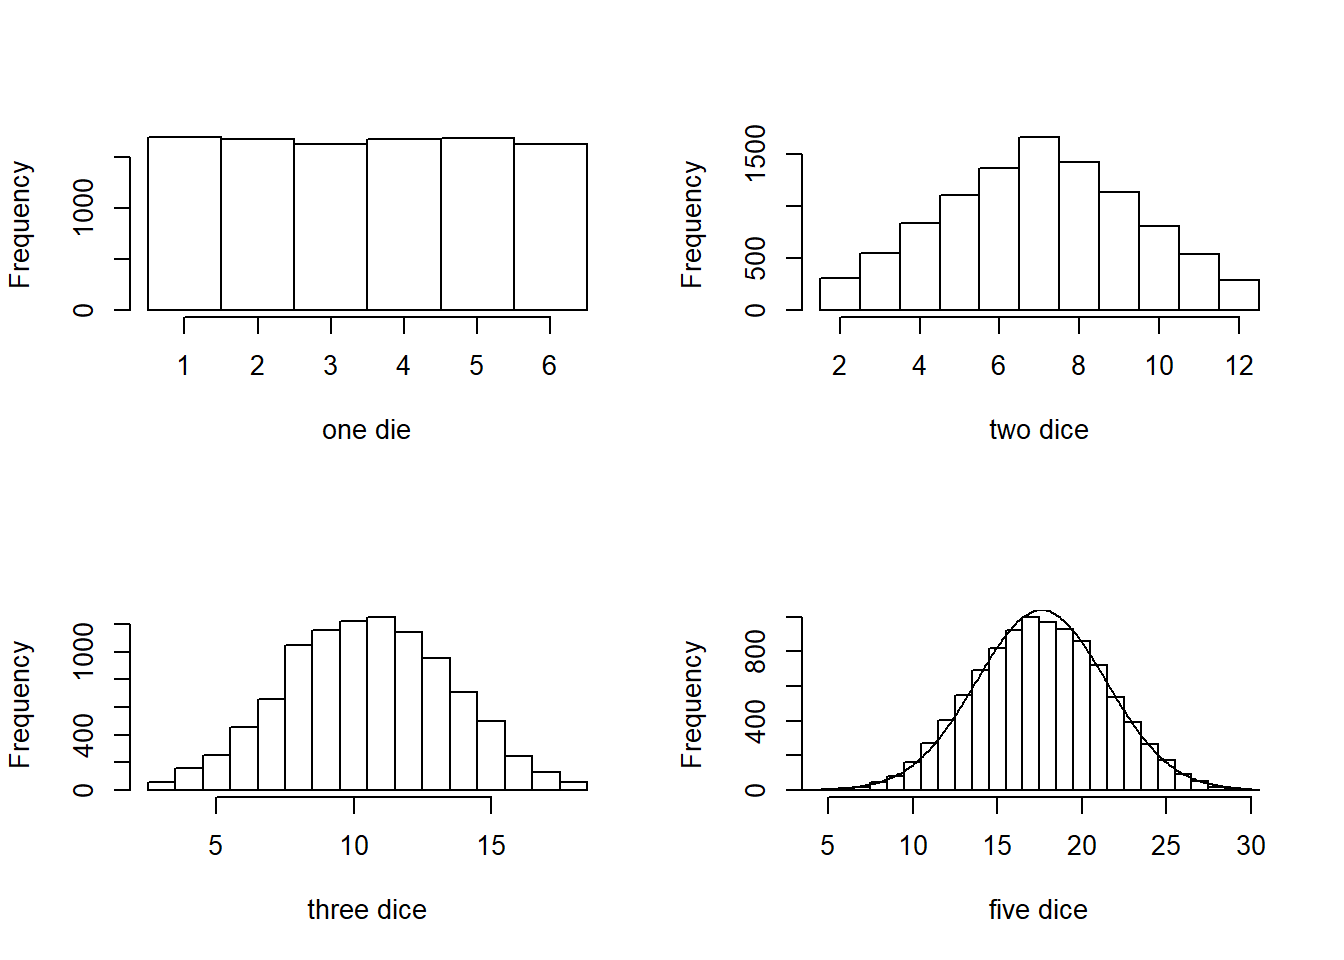 Frequency
0 1000
1 2 3 4 5 6
one die
Frequency
0 500 1500
2 4 6 8 10 12
two dice
Frequency
0 400 1000
5 10 15
three dice
Frequency
0 400 800
5 10 15 20 25 30
five dice